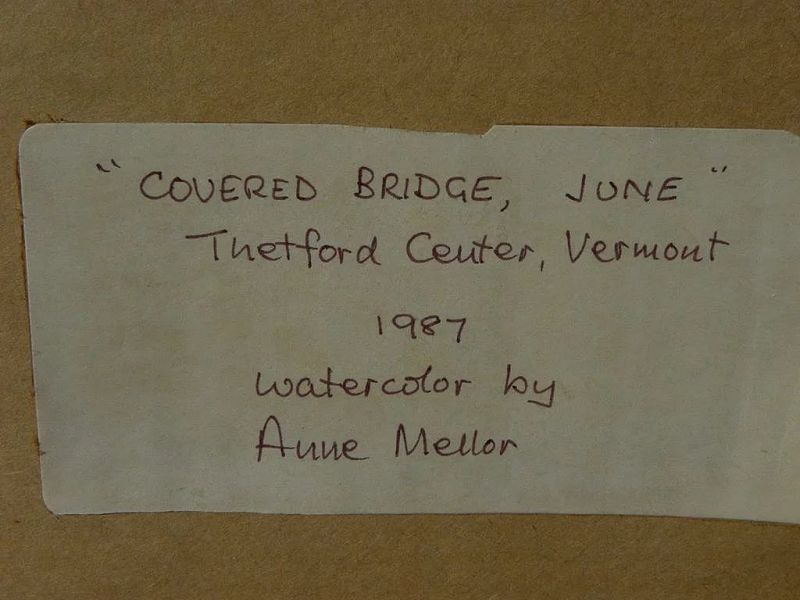 "COVERED BRIDGE, JUNE"
Thetford Center, Vermont
1987
watercolor by
Anne Mellor